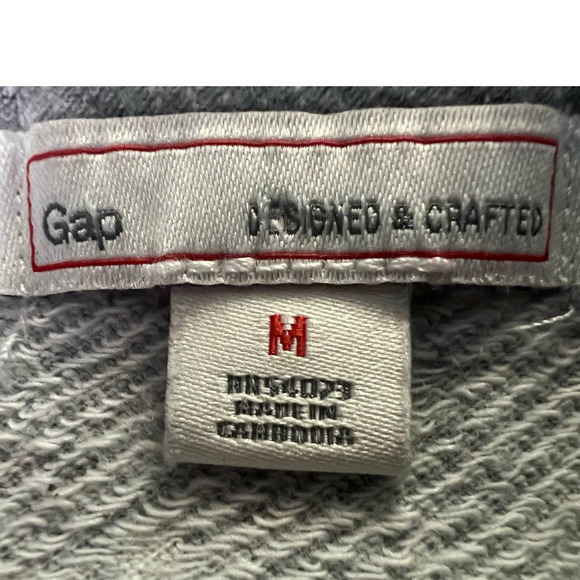 Gap DESIGNED & CRAFTED
M
RN54023
MADE IN
CAMBODIA